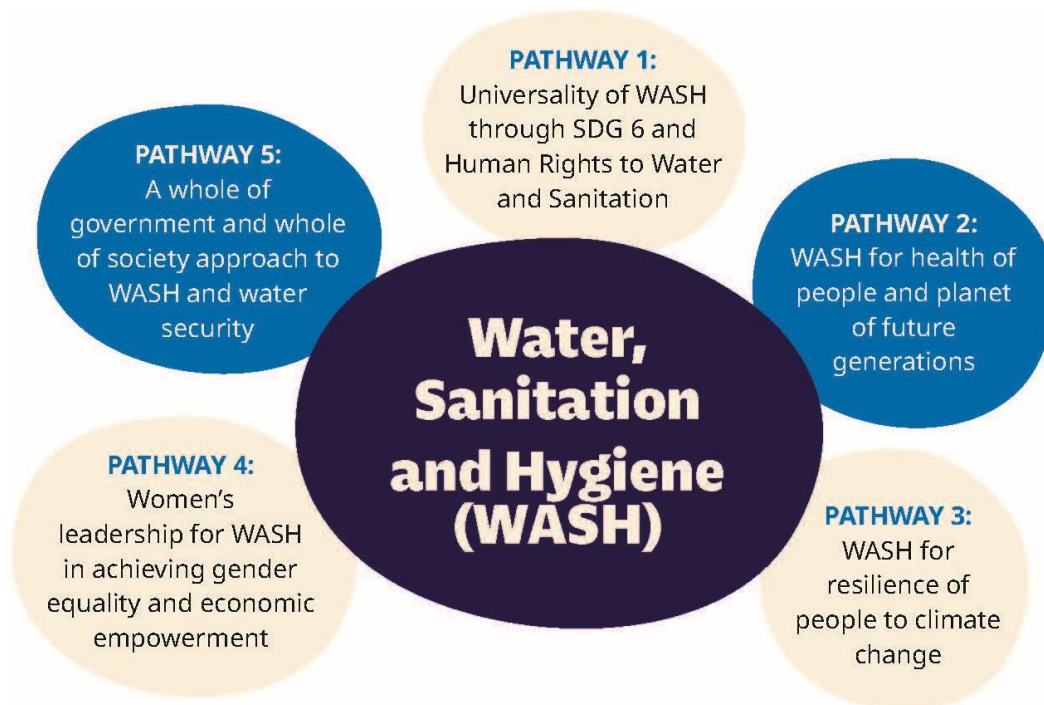 PATHWAY 1:
Universality of WASH
through SDG 6 and
Human Rights to Water
and Sanitation
PATHWAY 2:
WASH for health of
people and planet
of future
generations
PATHWAY 3:
WASH for
resilience of
people to climate
change
PATHWAY 4:
Women’s
leadership for WASH
in achieving gender
equality and economic
empowerment
PATHWAY 5:
A whole of
government and whole
of society approach to
WASH and water
security
Water,
Sanitation
and Hygiene
(WASH)